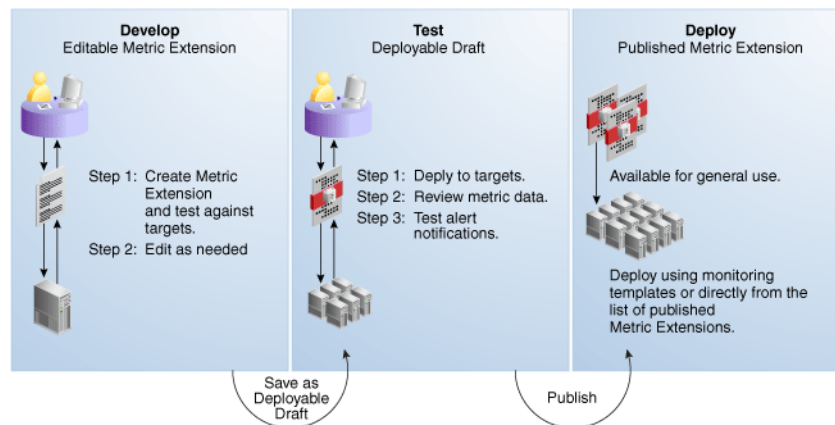 Develop
Editable Metric Extension
Step 1: Create Metric
Extension
and test against
targets.
Step 2: Edit as needed
Save as
Deployable
Draft
Test
Deployable Draft
Step 1: Deply to targets.
Step 2: Review metric data.
Step 3: Test alert
notifications.
Publish
Deploy
Published Metric Extension
Available for general use.
Deploy using monitoring
templates or directly from the
list of published
Metric Extensions.